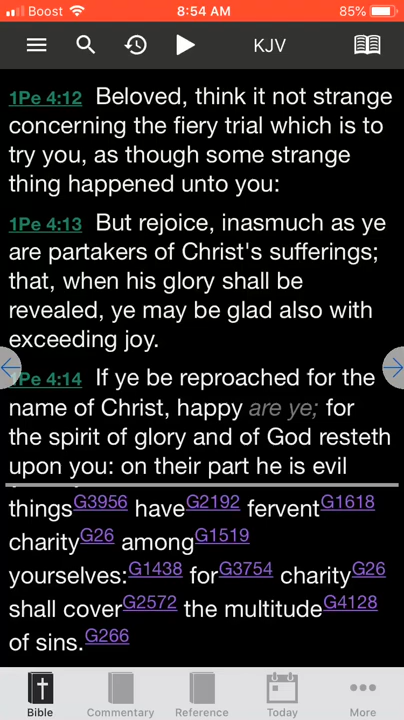 Boost 8:54 AM 85%
KJV
1Pe 4:12 Beloved, think it not strange
concerning the fiery trial which is to
try you, as though some strange
thing happened unto you:
1Pe 4:13 But rejoice, inasmuch as ye
are partakers of Christ's sufferings;
that, when his glory shall be
revealed, ye may be glad also with
exceeding joy.
1Pe 4:14 If ye be reproached for the
name of Christ, happy are ye; for
the spirit of glory and of God resteth
upon you: on their part he is evil
thingsG3956 haveG2192 ferventG1618
charityG26 amongG1519
yourselves:G1438 forG3754 charityG26
shall coverG2572 the multitudeG4128
of sins.G266
Bible Commentary Reference Today More